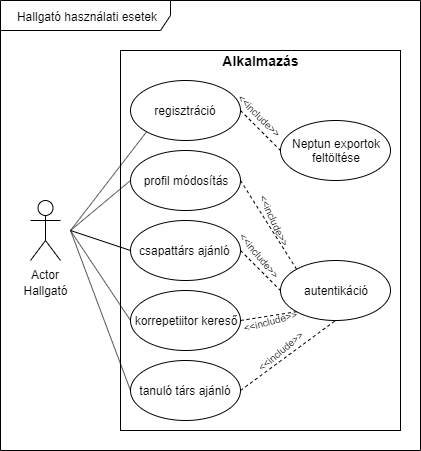 Hallgató használati esetek
Alkalmazás
regisztráció
<<include>>
Neptun exportok
feltöltése
profil módosítás
<<include>>
csapattárs ajánló
<<include>>
Actor
Hallgató
autentikáció
korrepetiitor kereső
<<include>>
<<include>>
tanuló társ ajánló